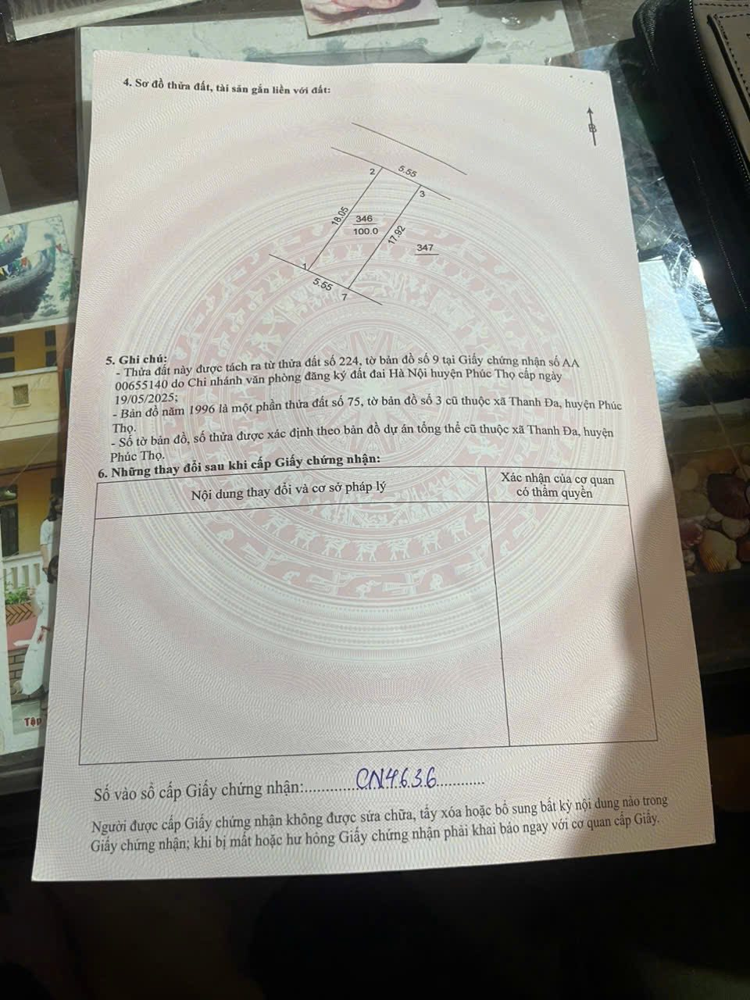 4. Sơ đồ thửa đất, tài sản gắn liền với đất:
B
2
5.55
3
18.05
346
100.0
17.92
347
1
5.55
7
5. Ghi chú:
- Thửa đất này được tách ra từ thửa đất số 224, tờ bản đồ số 9 tại Giấy chứng nhận số AA
00655140 do Chi nhánh văn phòng đăng ký đất đai Hà Nội huyện Phúc Thọ cấp ngày
19/05/2025;
- Bản đồ năm 1996 là một phần thửa đất số 75, tờ bản đồ số 3 cũ thuộc xã Thanh Đa, huyện Phúc
Thọ.
- Số tờ bản đồ, số thửa được xác định theo bản đồ dự án tổng thể cũ thuộc xã Thanh Đa, huyện
Phúc Thọ.
6. Những thay đổi sau khi cấp Giấy chứng nhận:
Nội dung thay đổi và cơ sở pháp lý
Xác nhận của cơ quan
có thẩm quyền
Tập
Số vào sổ cấp Giấy chứng nhận:............CN4636............
Người được cấp Giấy chứng nhận không được sửa chữa, tẩy xóa hoặc bổ sung bất kỳ nội dung nào trong
Giấy chứng nhận; khi bị mất hoặc hư hỏng Giấy chứng nhận phải khai báo ngay với cơ quan cấp Giấy.